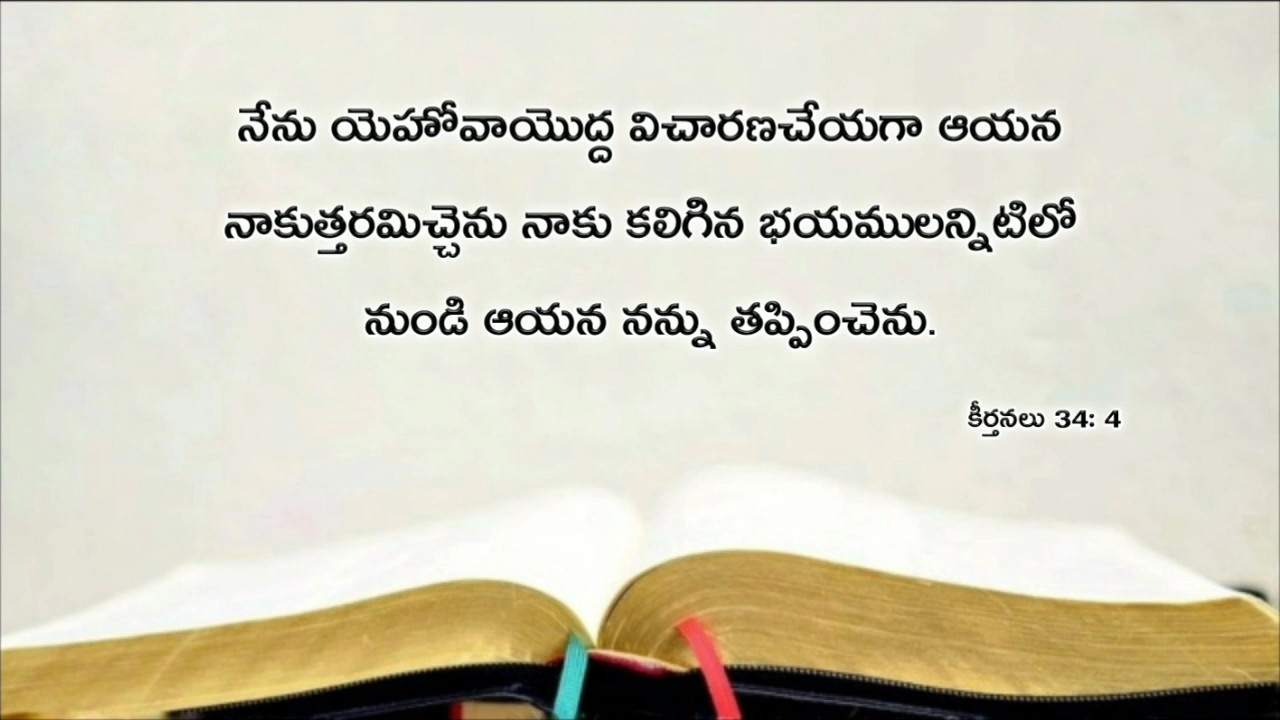 నేను యెహోవాయొద్ద విచారణచేయగా ఆయన
నాకుత్తరమిచ్చెను నాకు కలిగిన భయములన్నిటిలో
నుండి ఆయన నన్ను తప్పించెను.
కీర్తనలు 34: 4